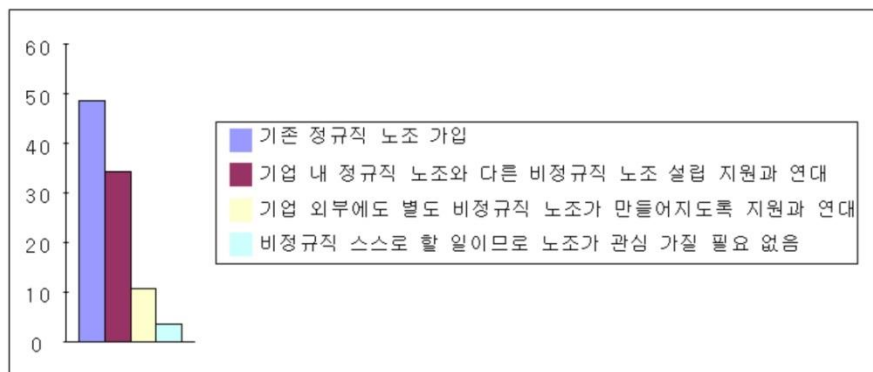 60
50
40
30
20
10
0
기존 정규직 노조 가입
기업 내 정규직 노조와 다른 비정규직 노조 설립 지원과 연대
기업 외부에도 별도 비정규직 노조가 만들어지도록 지원과 연대
비정규직 스스로 할 일이므로 노조가 관심 가질 필요 없음